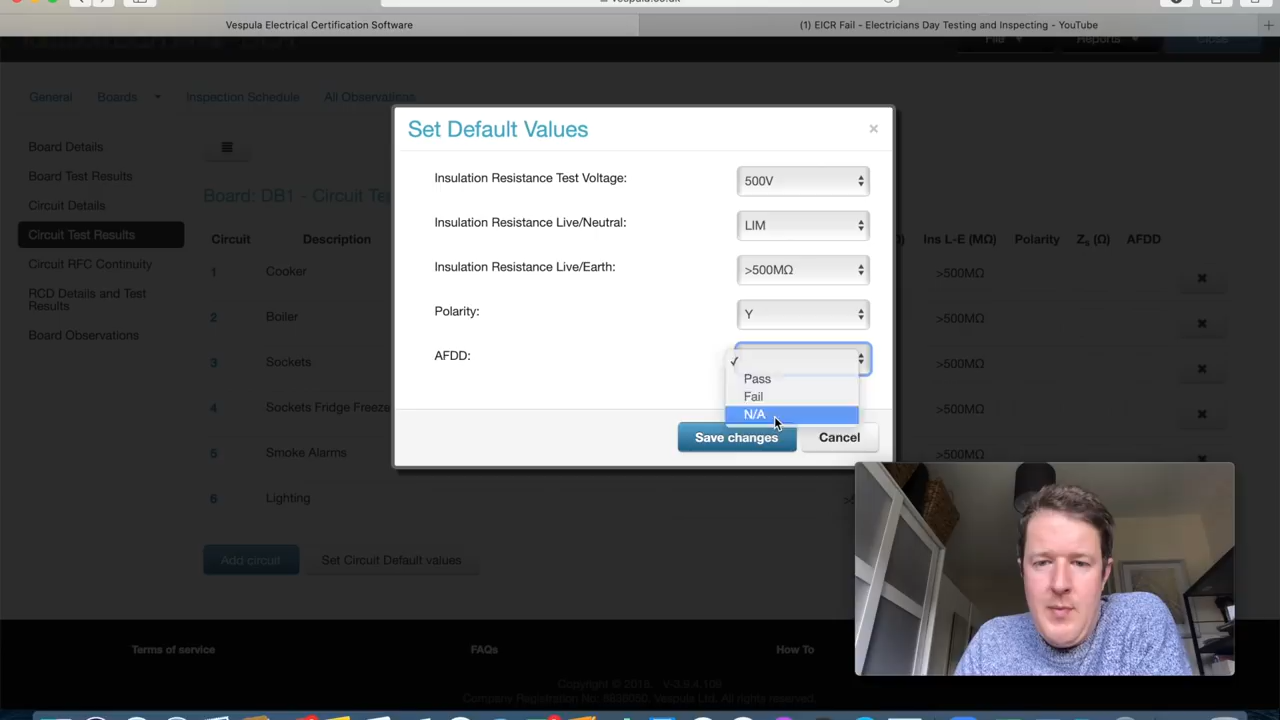 Vespula Electrical Certification Software
(1) EICR Fail - Electricians Day Testing and Inspecting - YouTube
File
Reports
Close
General
Boards
Inspection Schedule
All Observations
Set Default Values
×
Board Details
Board Test Results
Circuit Details
Circuit Test Results
Circuit RFC Continuity
RCD Details and Test
Results
Board Observations
Board: DB1 - Circuit Te
Circuit
Description
Ins L-E (MΩ)
Polarity
Zs (Ω)
AFDD
1 Cooker >500MΩ
2 Boiler >500MΩ
3 Sockets >500MΩ
4 Sockets Fridge Freeze >500MΩ
5 Smoke Alarms >500MΩ
6 Lighting
Insulation Resistance Test Voltage: 500V
Insulation Resistance Live/Neutral: LIM
Insulation Resistance Live/Earth: >500MΩ
Polarity: Y
AFDD:
✓
Pass
Fail
N/A
Save changes
Cancel
Add circuit
Set Circuit Default values
Terms of service
FAQs
How To